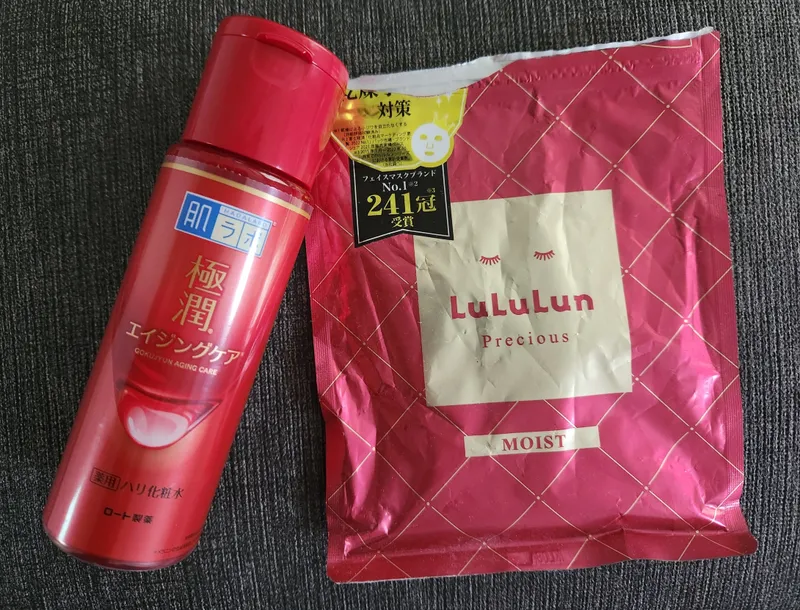 肌ラボ
HADALABO
極潤
エイジングケア
GOKUJYUN AGING CARE
薬用 ハリ化粧水
ロート製薬
対策
フェイスマスクブランド
No.1※2
※3
241冠
受賞
LuLuLun
Precious
MOIST